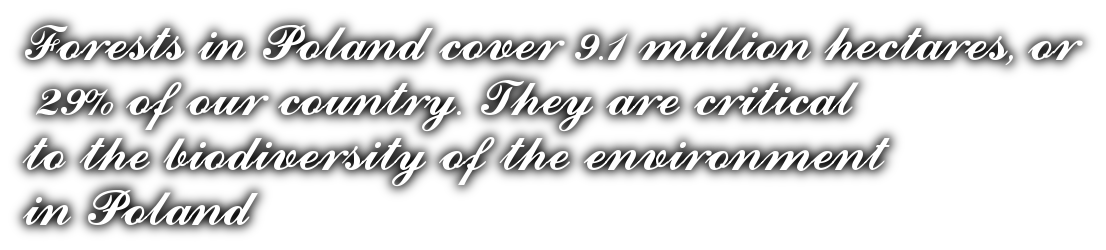 Forests in Poland cover 9.1 million hectares, or
29% of our country. They are critical
to the biodiversity of the environment
in Poland